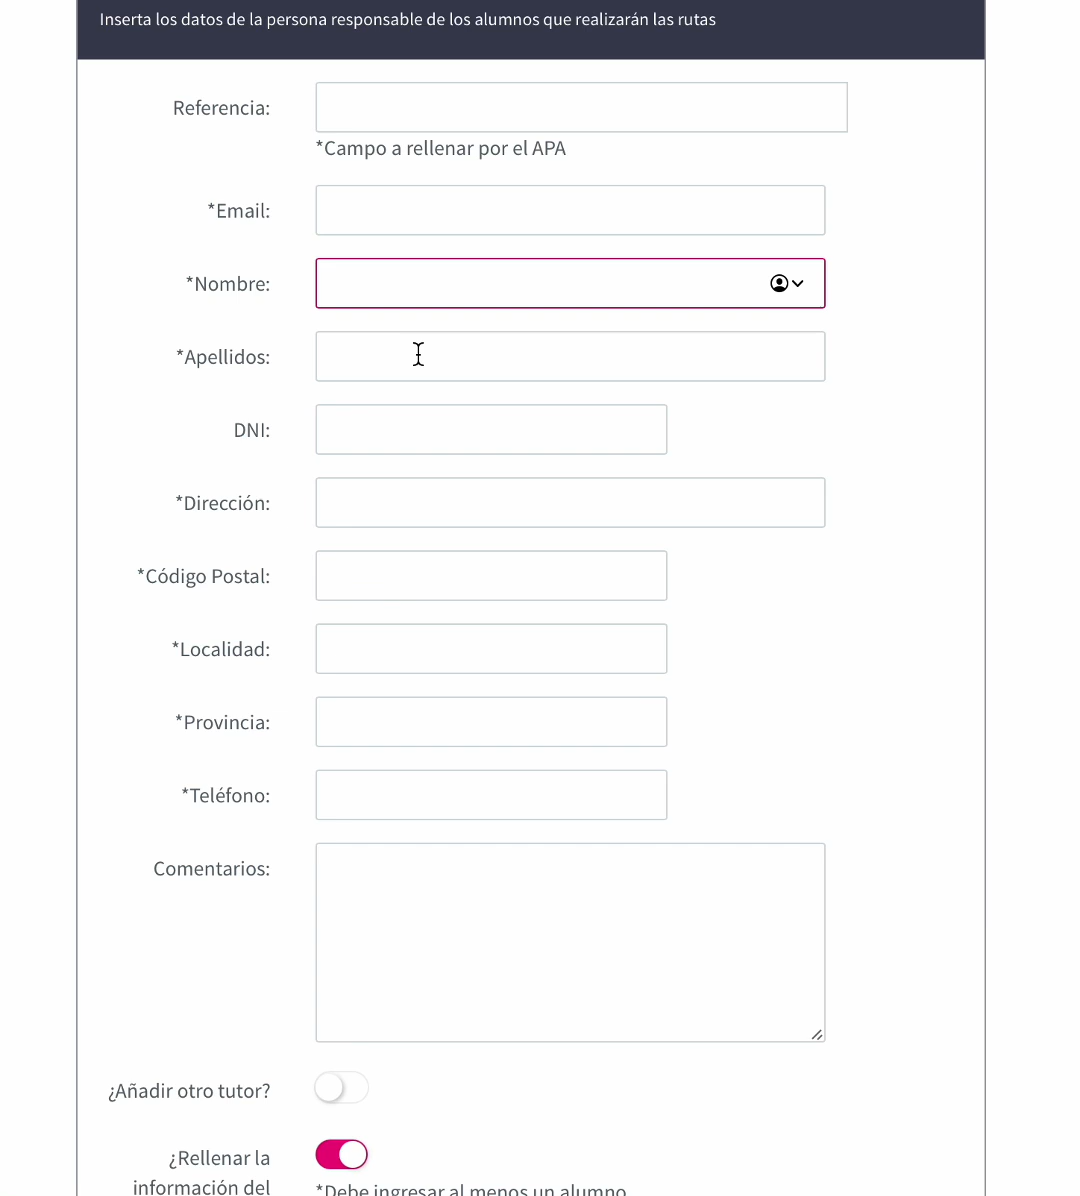 Inserta los datos de la persona responsable de los alumnos que realizarán las rutas
Referencia:
*Campo a rellenar por el APA
*Email:
*Nombre:
*Apellidos:
DNI:
*Dirección:
*Código Postal:
*Localidad:
*Provincia:
*Teléfono:
Comentarios:
¿Añadir otro tutor?
¿Rellenar la
información del
*Debe ingresar al menos un alumno